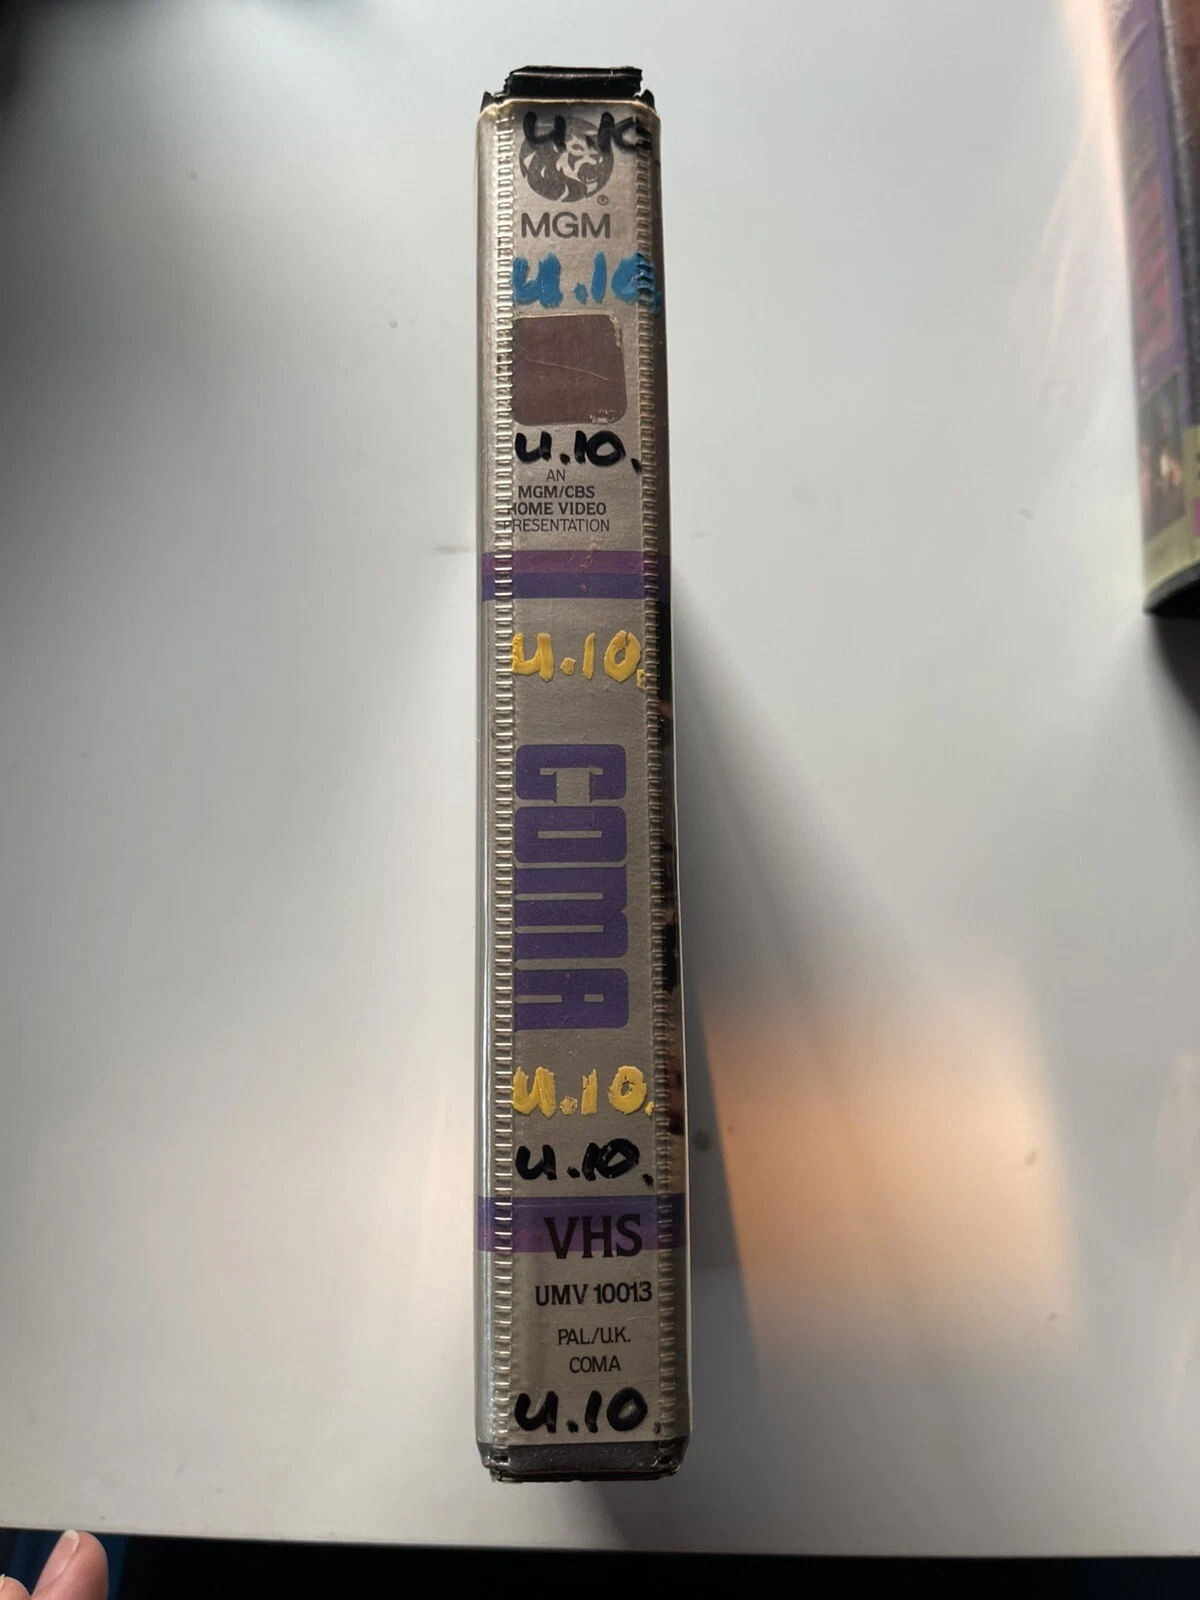 u.10
®
MGM
u.10.
u.10.
AN
MGM/CBS
HOME VIDEO
PRESENTATION
u.10.
COMA
u.10.
u.10.
VHS
UMV 10013
PAL/U.K.
COMA
u.10.